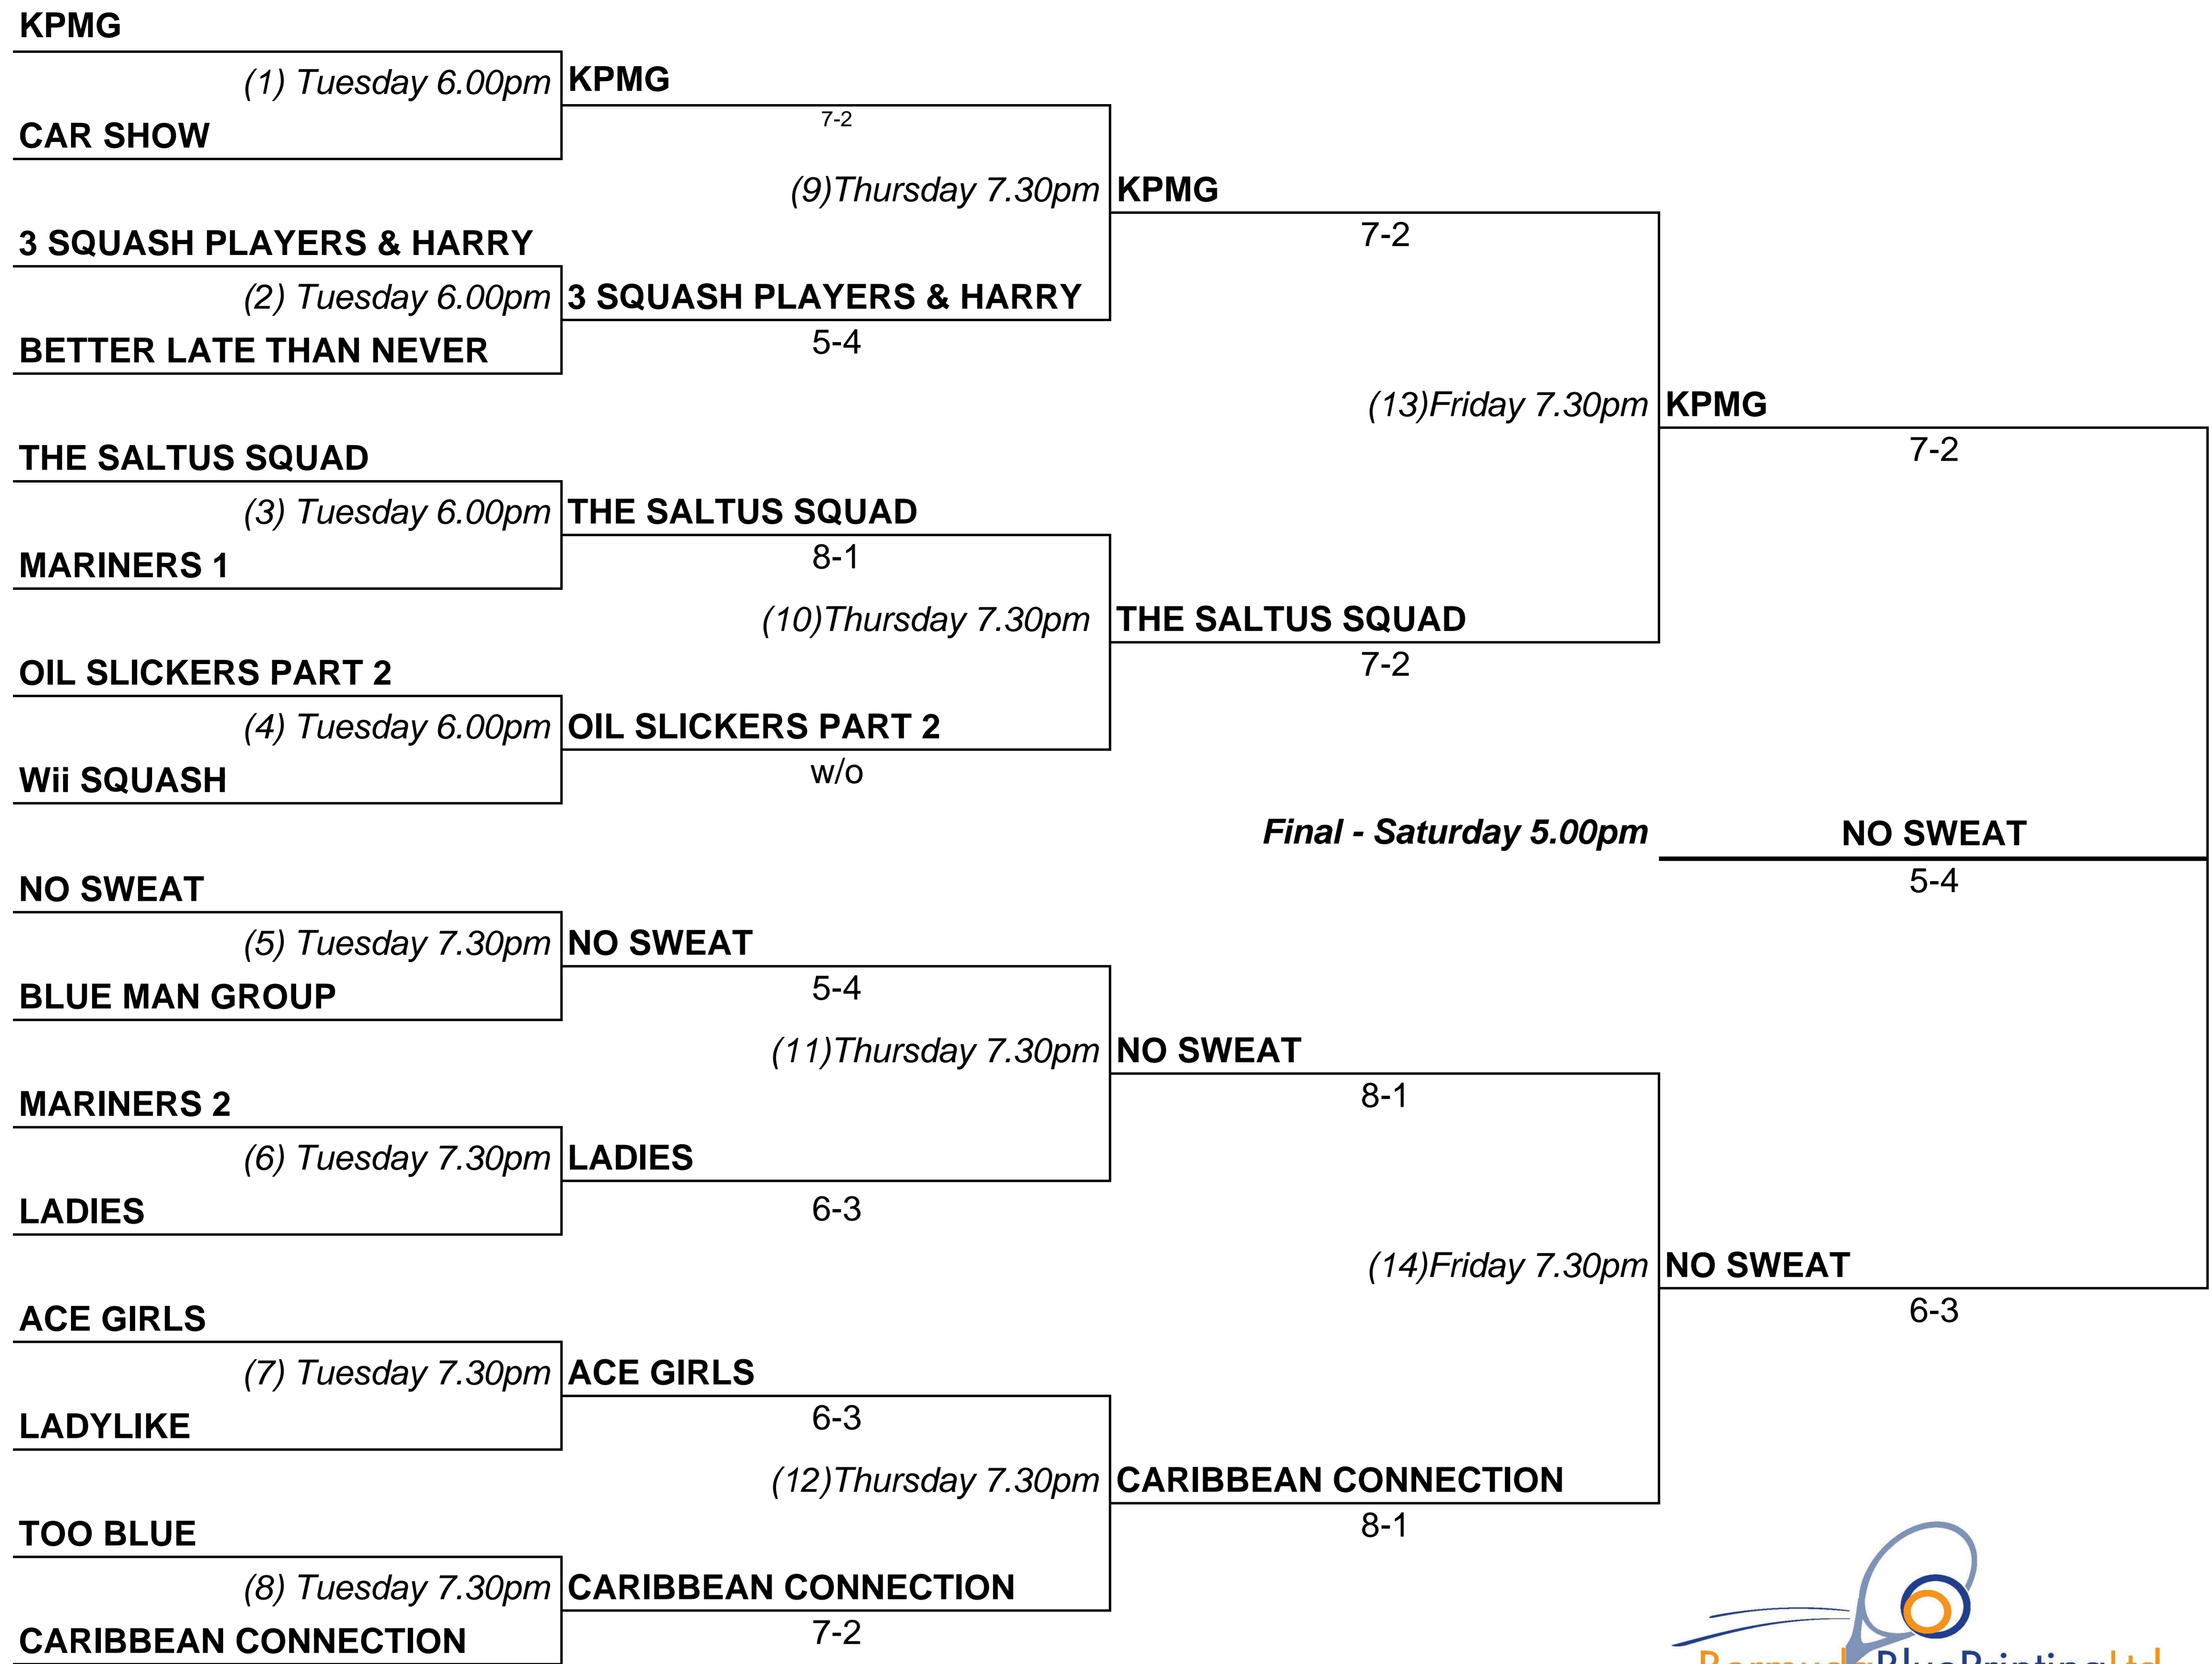 KPMG
(1) Tuesday 6.00pm KPMG
7-2
CAR SHOW
(9)Thursday 7.30pm KPMG
7-2
3 SQUASH PLAYERS & HARRY
(2) Tuesday 6.00pm 3 SQUASH PLAYERS & HARRY
5-4
BETTER LATE THAN NEVER
(13)Friday 7.30pm KPMG
7-2
THE SALTUS SQUAD
(3) Tuesday 6.00pm THE SALTUS SQUAD
8-1
MARINERS 1
(10)Thursday 7.30pm THE SALTUS SQUAD
7-2
OIL SLICKERS PART 2
(4) Tuesday 6.00pm OIL SLICKERS PART 2
w/o
Wii SQUASH
Final - Saturday 5.00pm NO SWEAT
5-4
NO SWEAT
(5) Tuesday 7.30pm NO SWEAT
5-4
BLUE MAN GROUP
(11)Thursday 7.30pm NO SWEAT
8-1
MARINERS 2
(6) Tuesday 7.30pm LADIES
6-3
LADIES
(14)Friday 7.30pm NO SWEAT
6-3
ACE GIRLS
(7) Tuesday 7.30pm ACE GIRLS
6-3
LADYLIKE
(12)Thursday 7.30pm CARIBBEAN CONNECTION
8-1
TOO BLUE
(8) Tuesday 7.30pm CARIBBEAN CONNECTION
7-2
CARIBBEAN CONNECTION
BermudaBluePrintingLtd